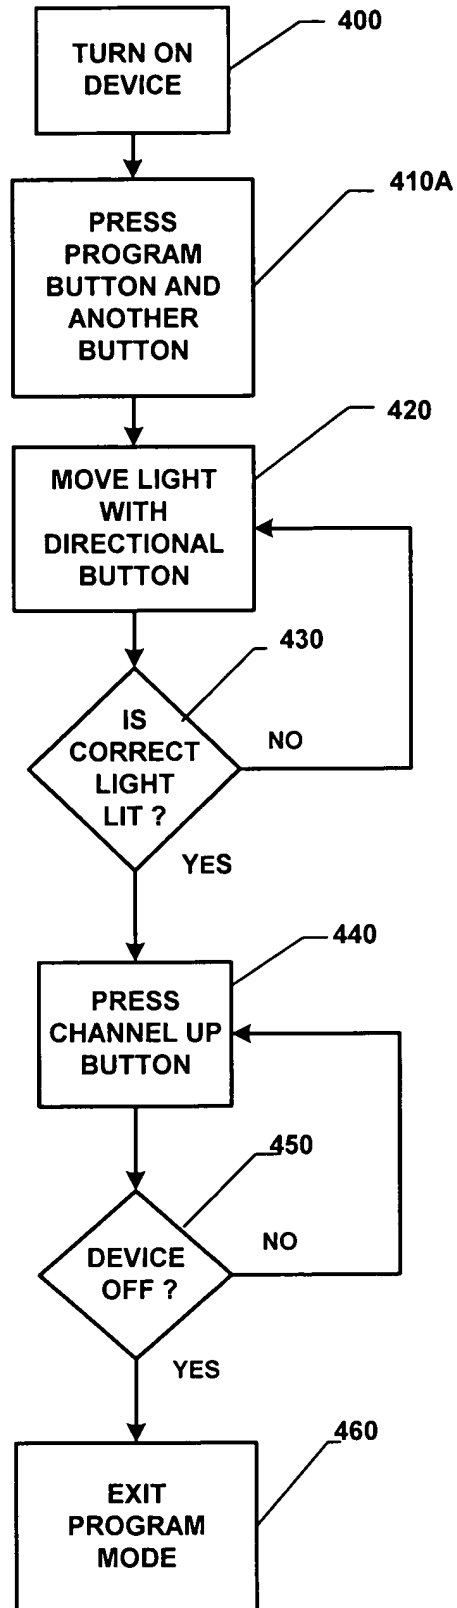 TURN ON
DEVICE
400
PRESS
PROGRAM
BUTTON AND
ANOTHER
BUTTON
410A
MOVE LIGHT
WITH
DIRECTIONAL
BUTTON
420
IS
CORRECT
LIGHT
LIT ?
430
NO
YES
PRESS
CHANNEL UP
BUTTON
440
DEVICE
OFF ?
450
NO
YES
EXIT
PROGRAM
MODE
460